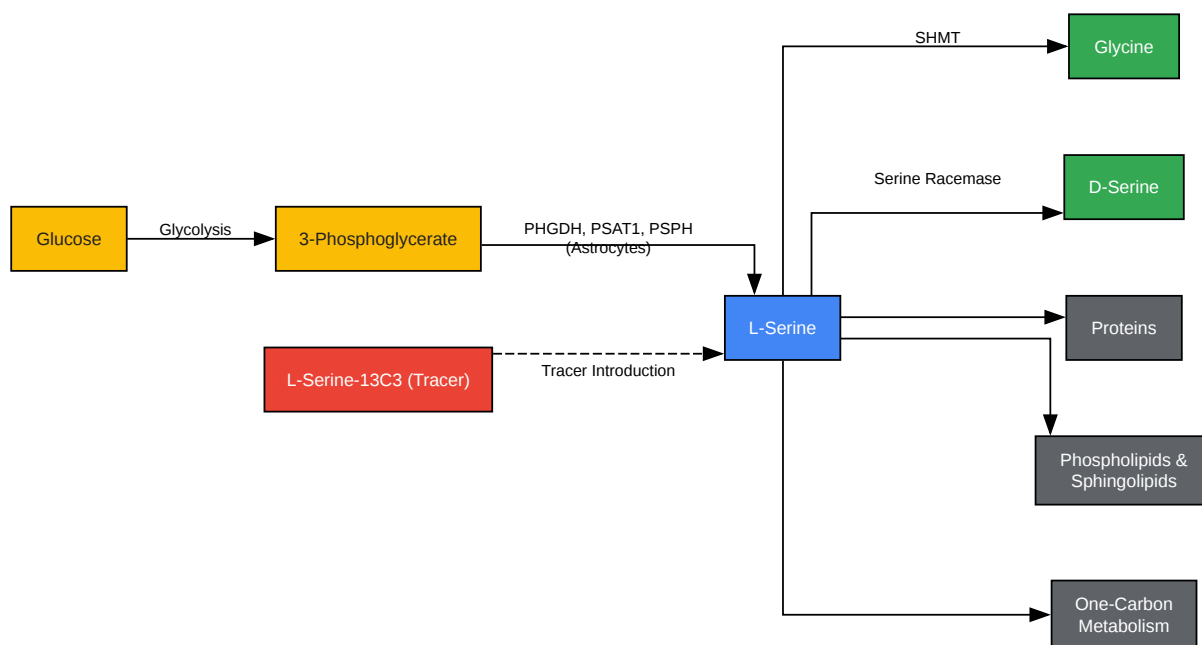 SHMT
Glycine
Serine Racemase
D-Serine
Glucose
Glycolysis
3-Phosphoglycerate
PHGDH, PSAT1, PSPH
(Astrocytes)
L-Serine
Proteins
L-Serine-13C3 (Tracer)
Tracer Introduction
Phospholipids &
Sphingolipids
One-Carbon
Metabolism